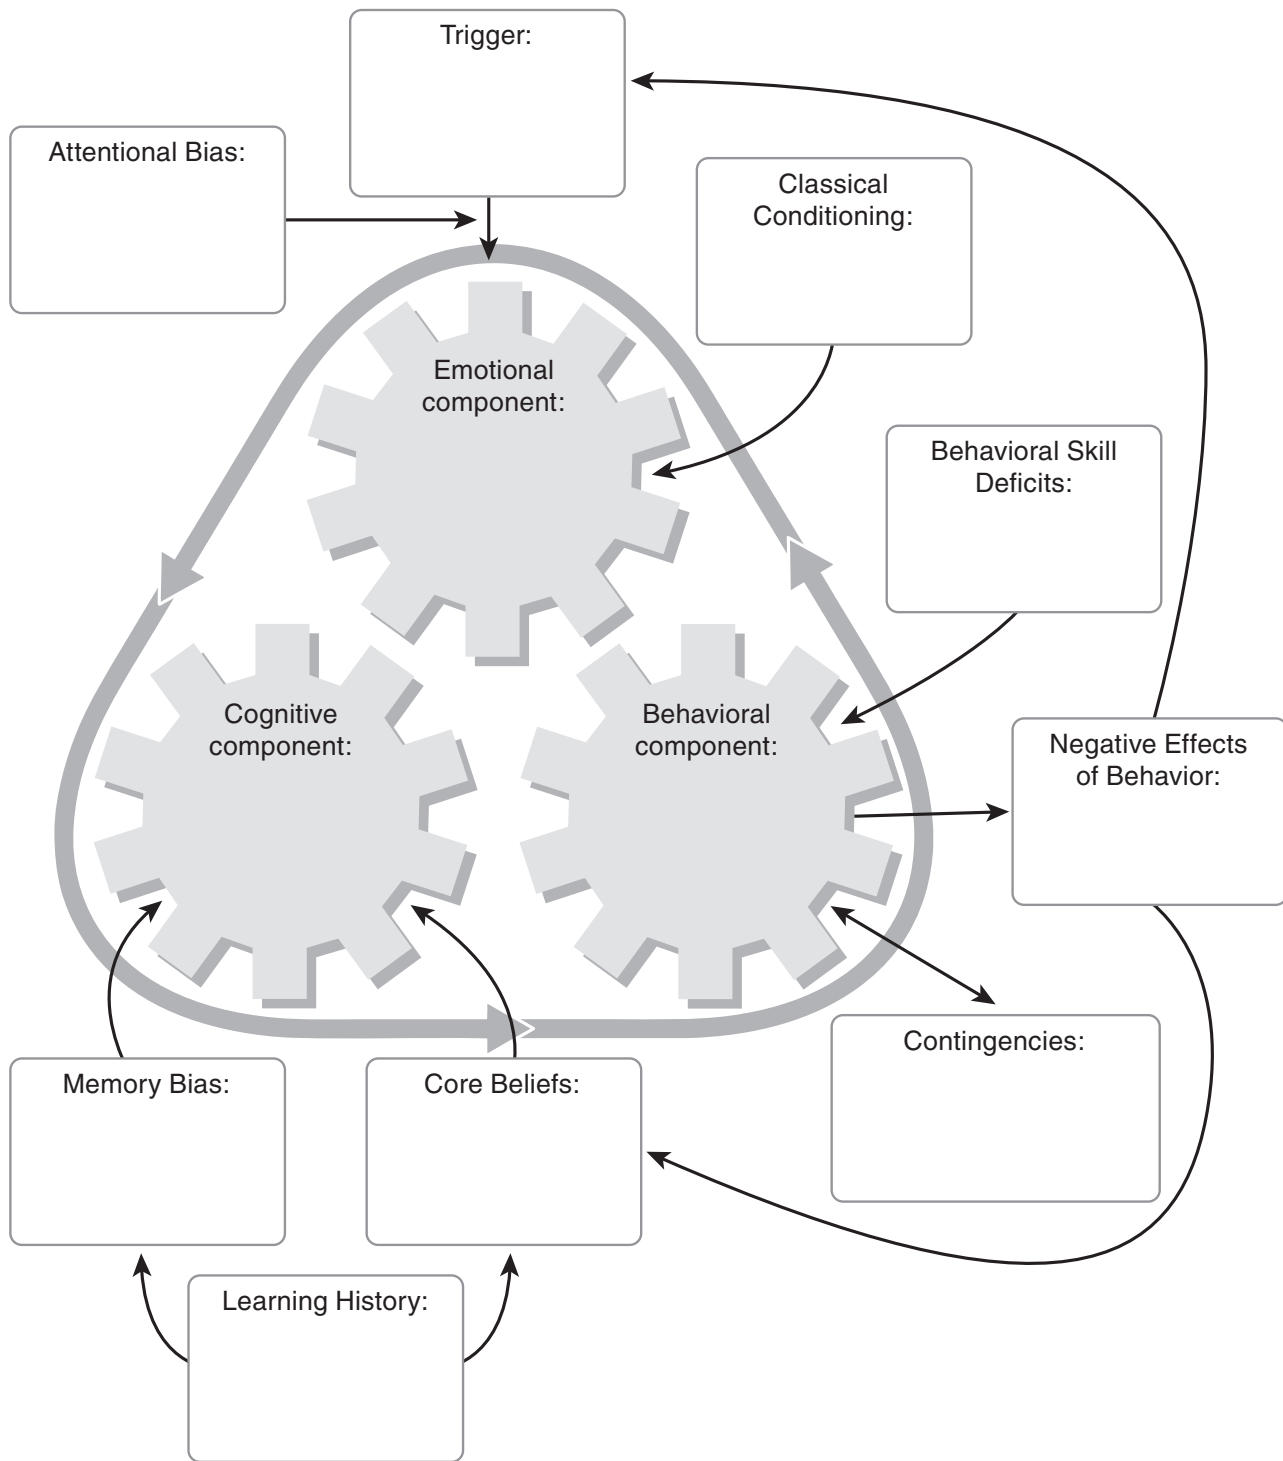 Trigger:
Attentional Bias:
Classical
Conditioning:
Emotional
component:
Behavioral Skill
Deficits:
Cognitive
component:
Behavioral
component:
Negative Effects
of Behavior:
Contingencies:
Memory Bias:
Core Beliefs:
Learning History: